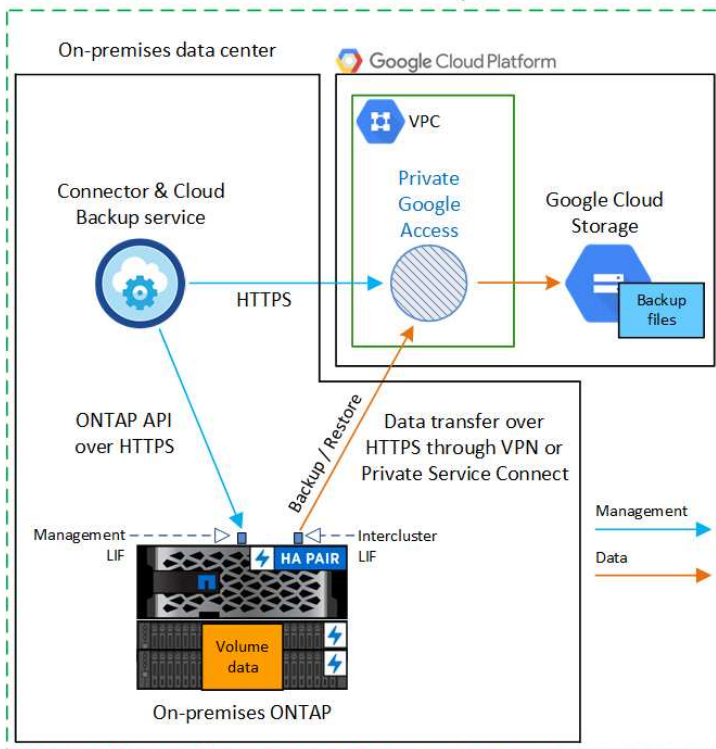 On-premises data center
Google Cloud Platform
VPC
Private
Google
Access
Connector & Cloud
Backup service
Google Cloud
Storage
Backup
files
HTTPS
ONTAP API
over HTTPS
Backup / Restore
Data transfer over
HTTPS through VPN or
Private Service Connect
Management
LIF
Intercluster
LIF
HA PAIR
Volume
data
On-premises ONTAP
Management
Data